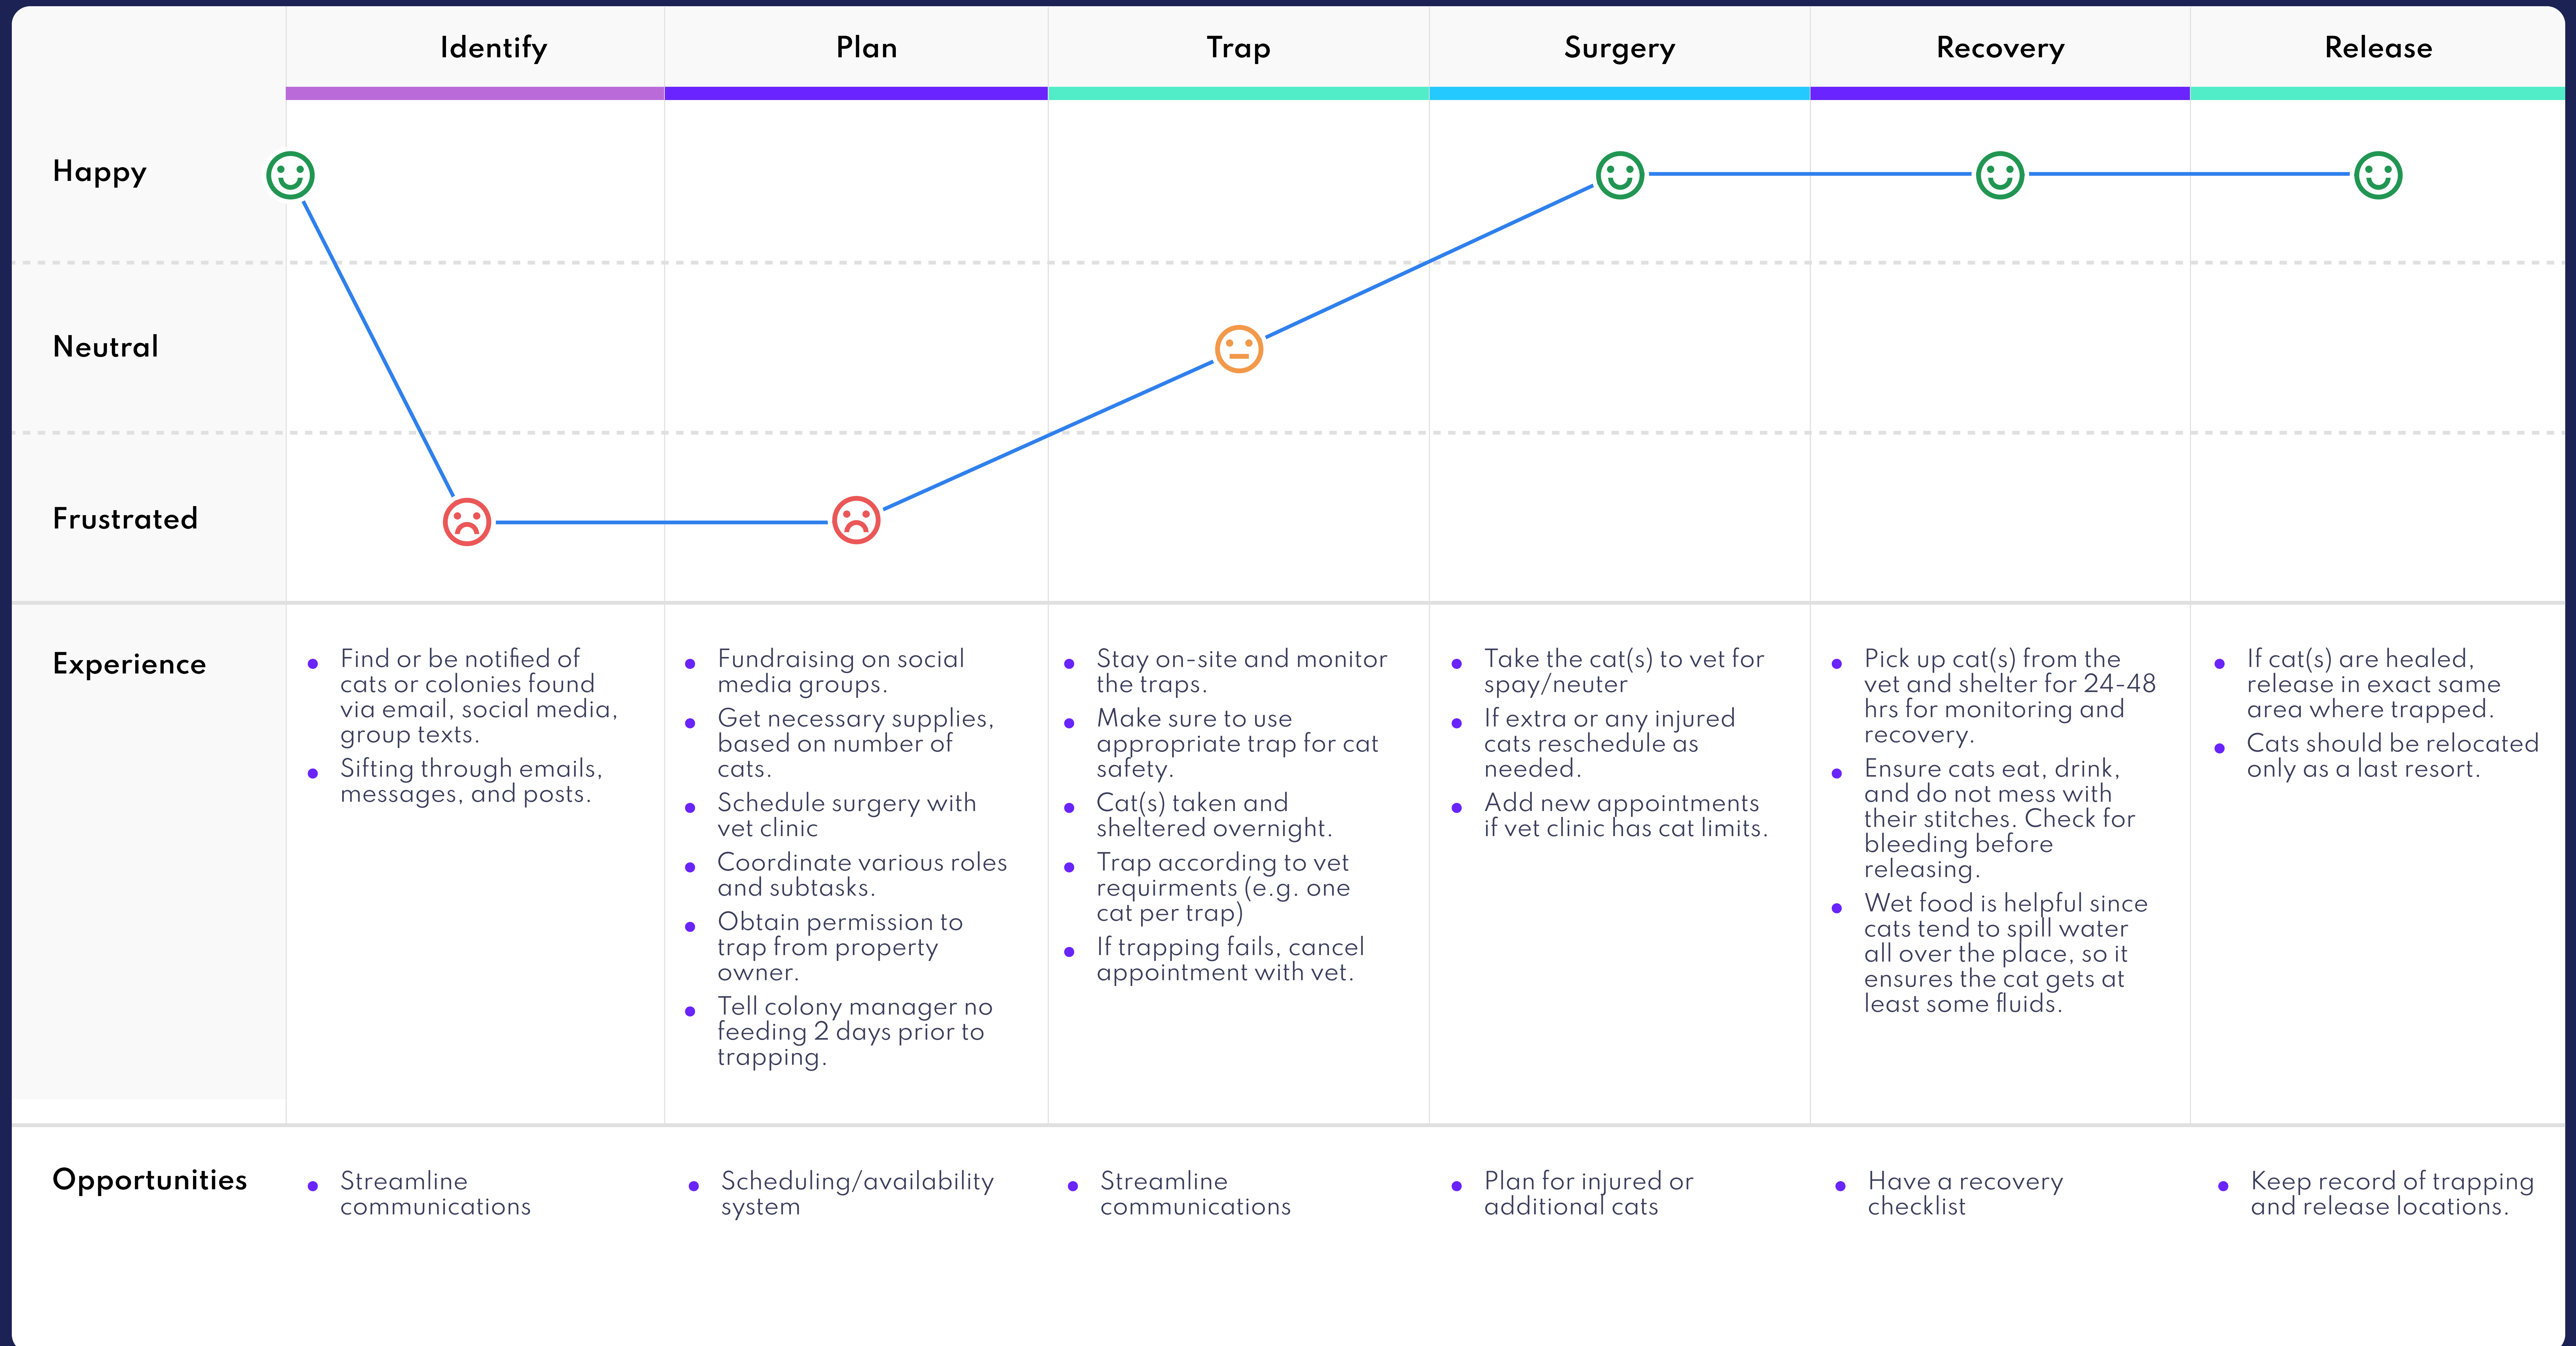 Identify
Plan
Trap
Surgery
Recovery
Release
Happy
Neutral
Frustrated
Experience
Find or be notified of
cats or colonies found
via email, social media,
group texts.
Sifting through emails,
messages, and posts.
Fundraising on social
media groups.
Get necessary supplies,
based on number of
cats.
Schedule surgery with
vet clinic
Coordinate various roles
and subtasks.
Obtain permission to
trap from property
owner.
Tell colony manager no
feeding 2 days prior to
trapping.
Stay on-site and monitor
the traps.
Make sure to use
appropriate trap for cat
safety.
Cat(s) taken and
sheltered overnight.
Trap according to vet
requirments (e.g. one
cat per trap)
If trapping fails, cancel
appointment with vet.
Take the cat(s) to vet for
spay/neuter
If extra or any injured
cats reschedule as
needed.
Add new appointments
if vet clinic has cat limits.
Pick up cat(s) from the
vet and shelter for 24-48
hrs for monitoring and
recovery.
Ensure cats eat, drink,
and do not mess with
their stitches. Check for
bleeding before
releasing.
Wet food is helpful since
cats tend to spill water
all over the place, so it
ensures the cat gets at
least some fluids.
If cat(s) are healed,
release in exact same
area where trapped.
Cats should be relocated
only as a last resort.
Opportunities
Streamline
communications
Scheduling/availability
system
Streamline
communications
Plan for injured or
additional cats
Have a recovery
checklist
Keep record of trapping
and release locations.